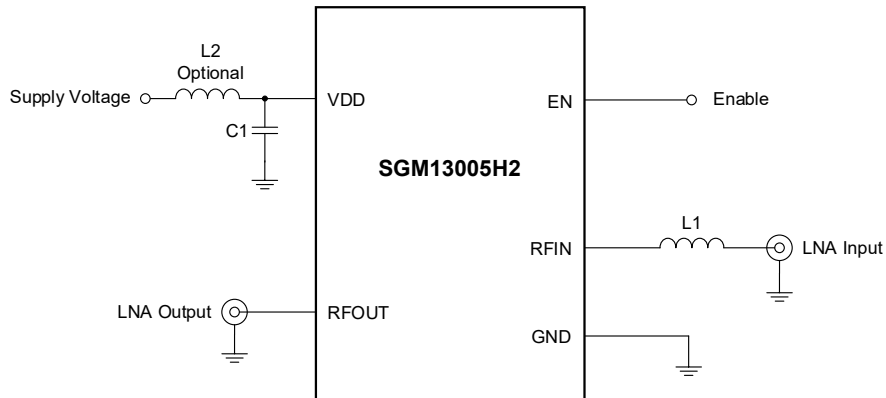 L2
Optional
Supply Voltage
VDD
C1
EN
Enable
SGM13005H2
L1
RFIN
LNA Input
LNA Output
RFOUT
GND